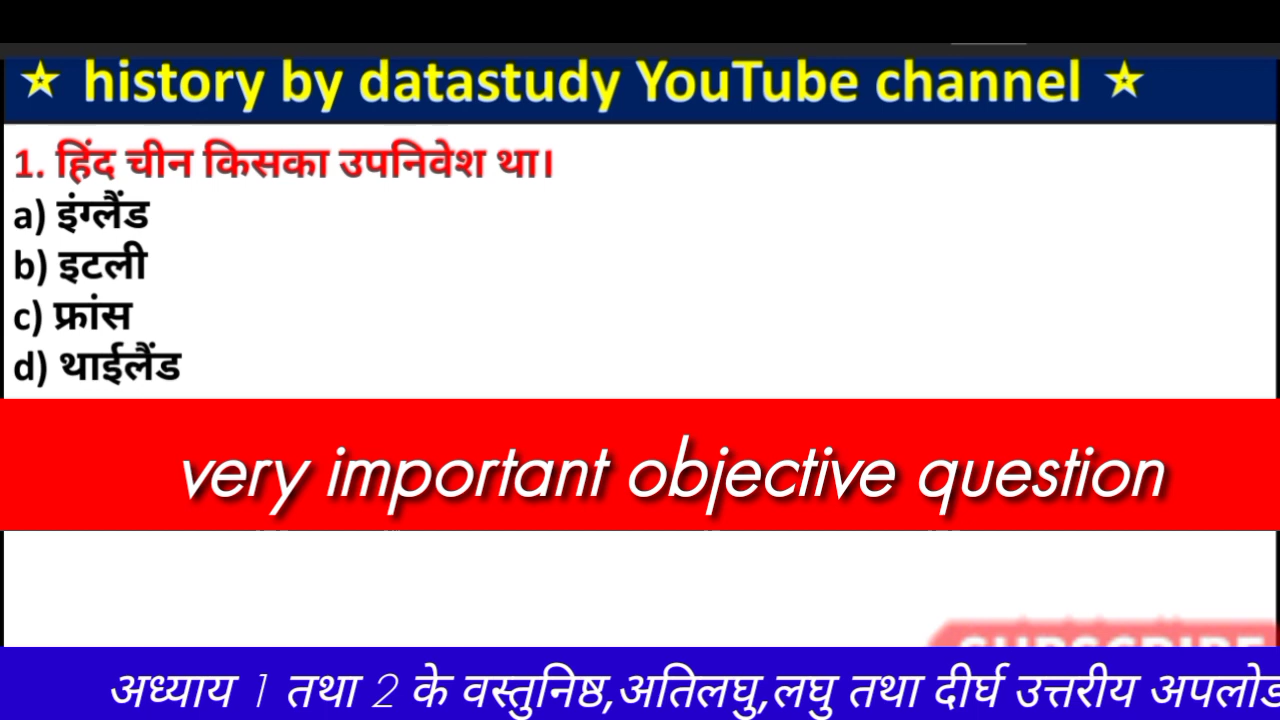 ★ history by datastudy YouTube channel ★
1. हिंद चीन किसका उपनिवेश था।
a) इंग्लैंड
b) इटली
c) फ्रांस
d) थाईलैंड
very important objective question
अध्याय 1 तथा 2 के वस्तुनिष्ठ,अतिलघु,लघु तथा दीर्घ उत्तरीय